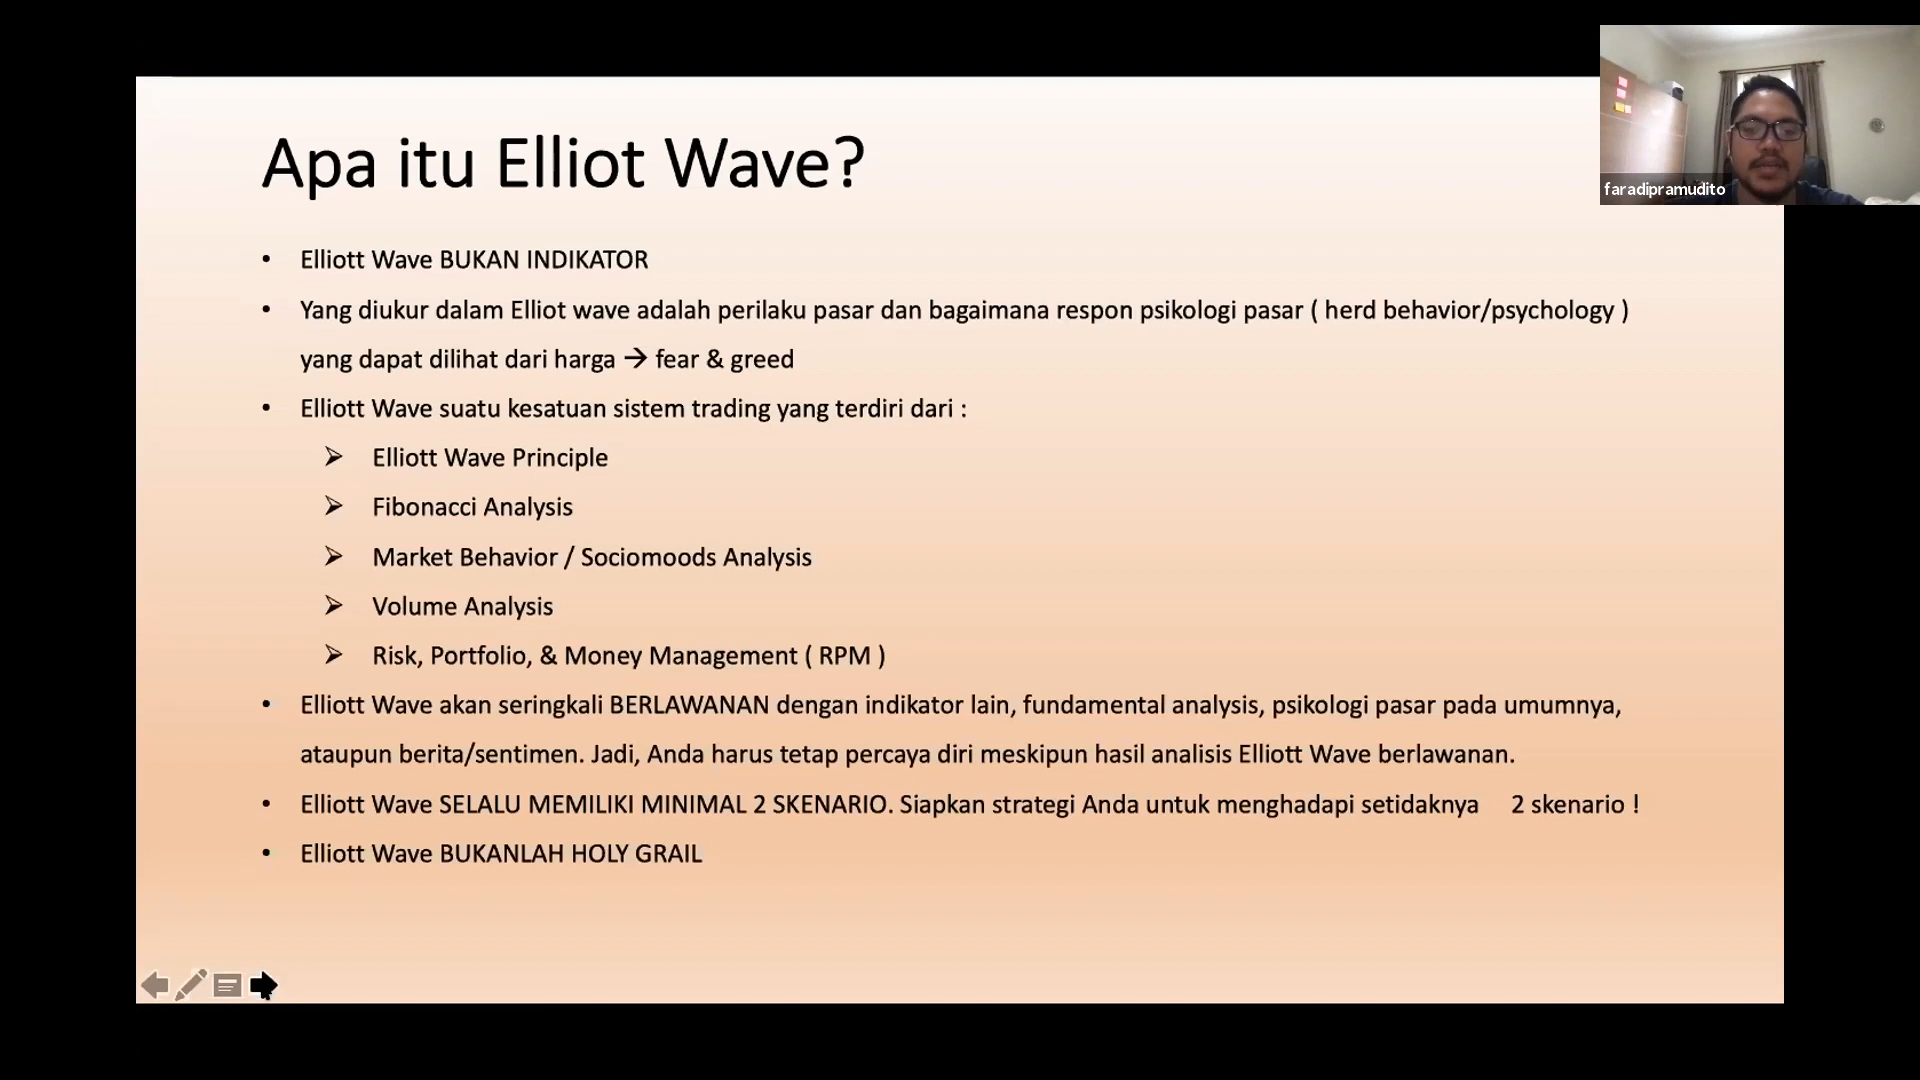 Apa itu Elliot Wave?
faradipramudito
• Elliott Wave BUKAN INDIKATOR
• Yang diukur dalam Elliot wave adalah perilaku pasar dan bagaimana respon psikologi pasar ( herd behavior/psychology )
yang dapat dilihat dari harga → fear & greed
• Elliott Wave suatu kesatuan sistem trading yang terdiri dari :
➢ Elliott Wave Principle
➢ Fibonacci Analysis
➢ Market Behavior / Sociomoods Analysis
➢ Volume Analysis
➢ Risk, Portfolio, & Money Management ( RPM )
• Elliott Wave akan seringkali BERLAWANAN dengan indikator lain, fundamental analysis, psikologi pasar pada umumnya,
ataupun berita/sentimen. Jadi, Anda harus tetap percaya diri meskipun hasil analisis Elliott Wave berlawanan.
• Elliott Wave SELALU MEMILIKI MINIMAL 2 SKENARIO. Siapkan strategi Anda untuk menghadapi setidaknya 2 skenario !
• Elliott Wave BUKANLAH HOLY GRAIL